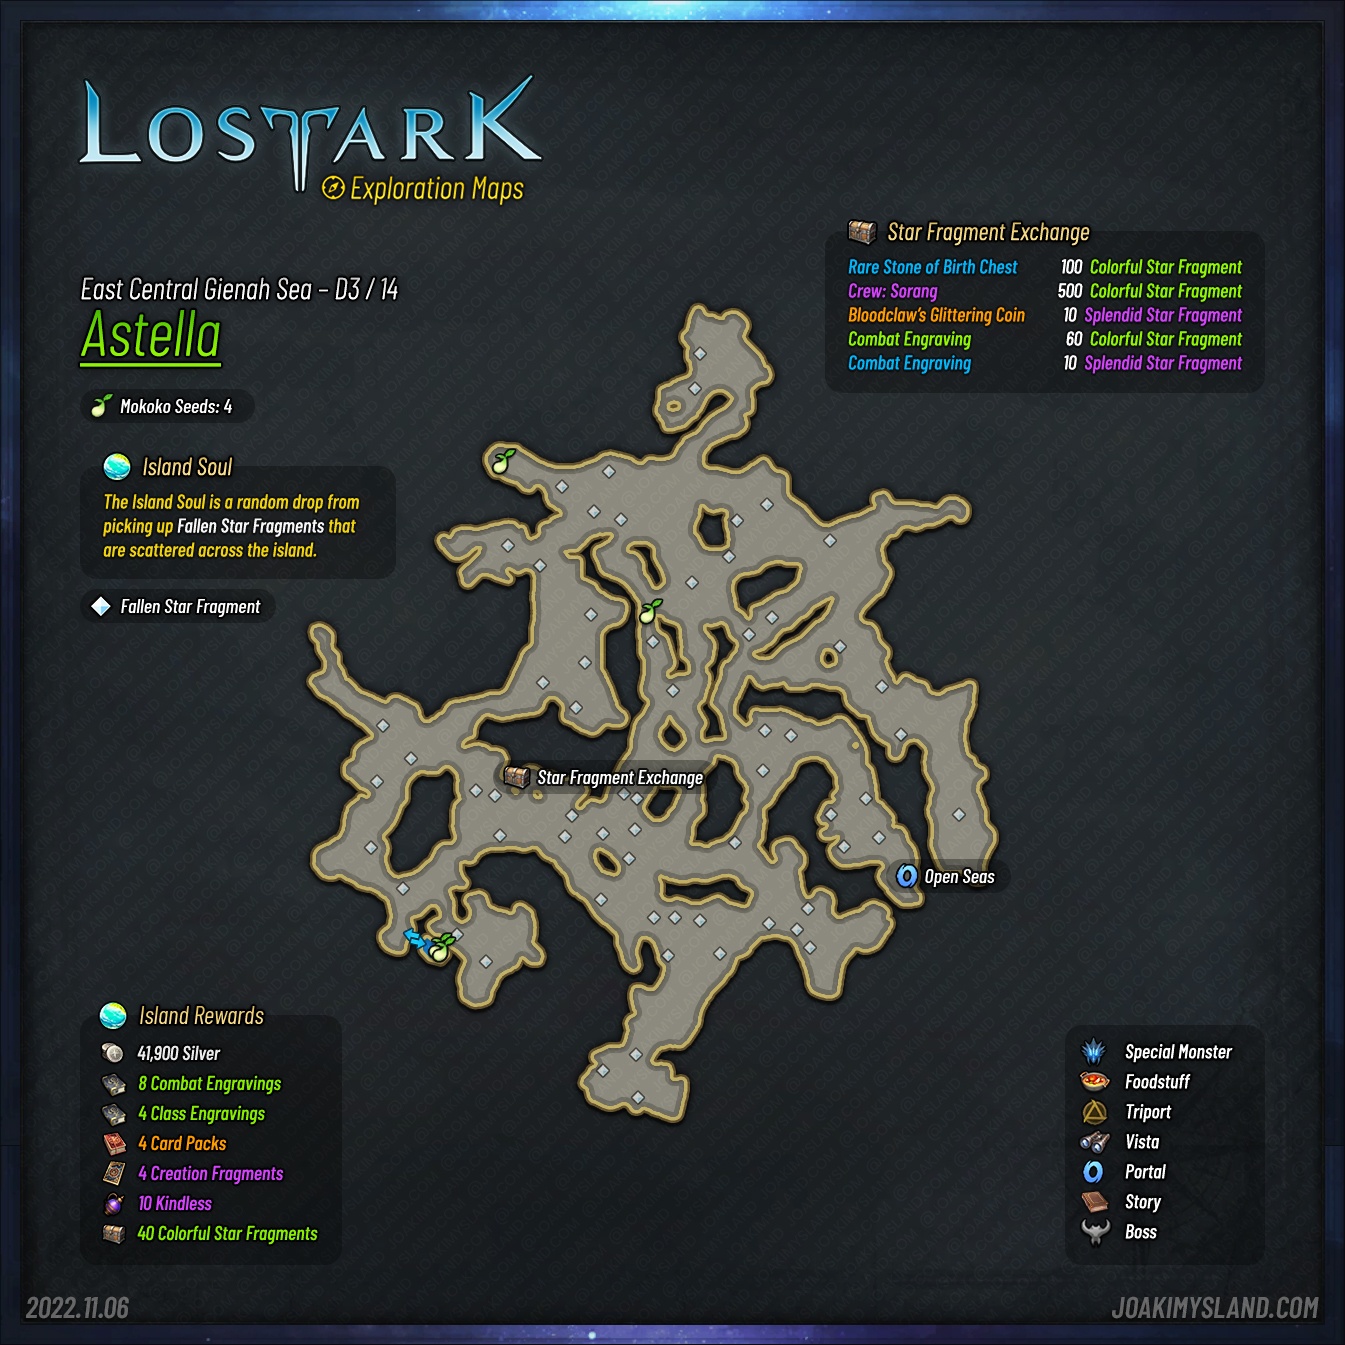 LOSTARK
Exploration Maps
East Central Gienah Sea – D3 / 14
Astella
Mokoko Seeds: 4
Island Soul
The Island Soul is a random drop from
picking up Fallen Star Fragments that
are scattered across the island.
Fallen Star Fragment
Star Fragment Exchange
Rare Stone of Birth Chest 100 Colorful Star Fragment
Crew: Sorang 500 Colorful Star Fragment
Bloodclaw's Glittering Coin 10 Splendid Star Fragment
Combat Engraving 60 Colorful Star Fragment
Combat Engraving 10 Splendid Star Fragment
Star Fragment Exchange
Open Seas
Island Rewards
41,900 Silver
8 Combat Engravings
4 Class Engravings
4 Card Packs
4 Creation Fragments
10 Kindless
40 Colorful Star Fragments
Special Monster
Foodstuff
Triport
Vista
Portal
Story
Boss
2022.11.06
JOAKIMYSLAND.COM